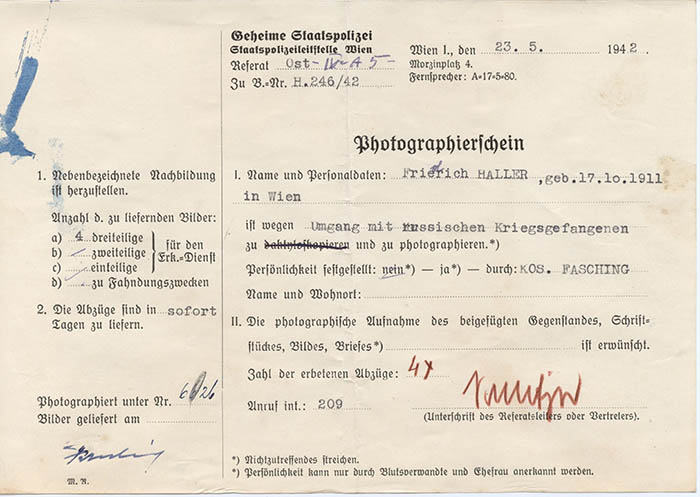 Geheime Staatspolizei
Staatspolizeileitstelle Wien
Referat Ost- IV-A 5-
Zu B.-Nr. H.246/42
Wien I., den 23. 5. 1942.
Morzinplatz 4.
Fernsprecher: A=17=5=80.
Photographierschein
1. Nebenbezeichnete Nachbildung
ist herzustellen.
Anzahl d. zu liefernden Bilder:
a) 4 dreiteilige
b) zweiteilige
c) einteilige
für den
Erk.=Dienst
d) zu Fahndungszwecken
2. Die Abzüge sind in sofort
Tagen zu liefern.
Photographiert unter Nr.
Bilder geliefert am
M. R.
I. Name und Personaldaten: Friedrich HALLER ,geb.17.10.1911
in Wien
ist wegen Umgang mit russischen Kriegsgefangenen
zu daktyloskopieren und zu photographieren.*)
Persönlichkeit festgestellt: nein*) — ja*) — durch: KOS. FASCHING
Name und Wohnort:
II. Die photographische Aufnahme des beigefügten Gegenstandes, Schrift=
stückes, Bildes, Briefes*) ist erwünscht.
Zahl der erbetenen Abzüge: 4x
Anruf int.: 209
(Unterschrift des Referatsleiters oder Vertreters).
*) Nichtzutreffendes streichen.
*) Persönlichkeit kann nur durch Blutsverwandte und Ehefrau anerkannt werden.